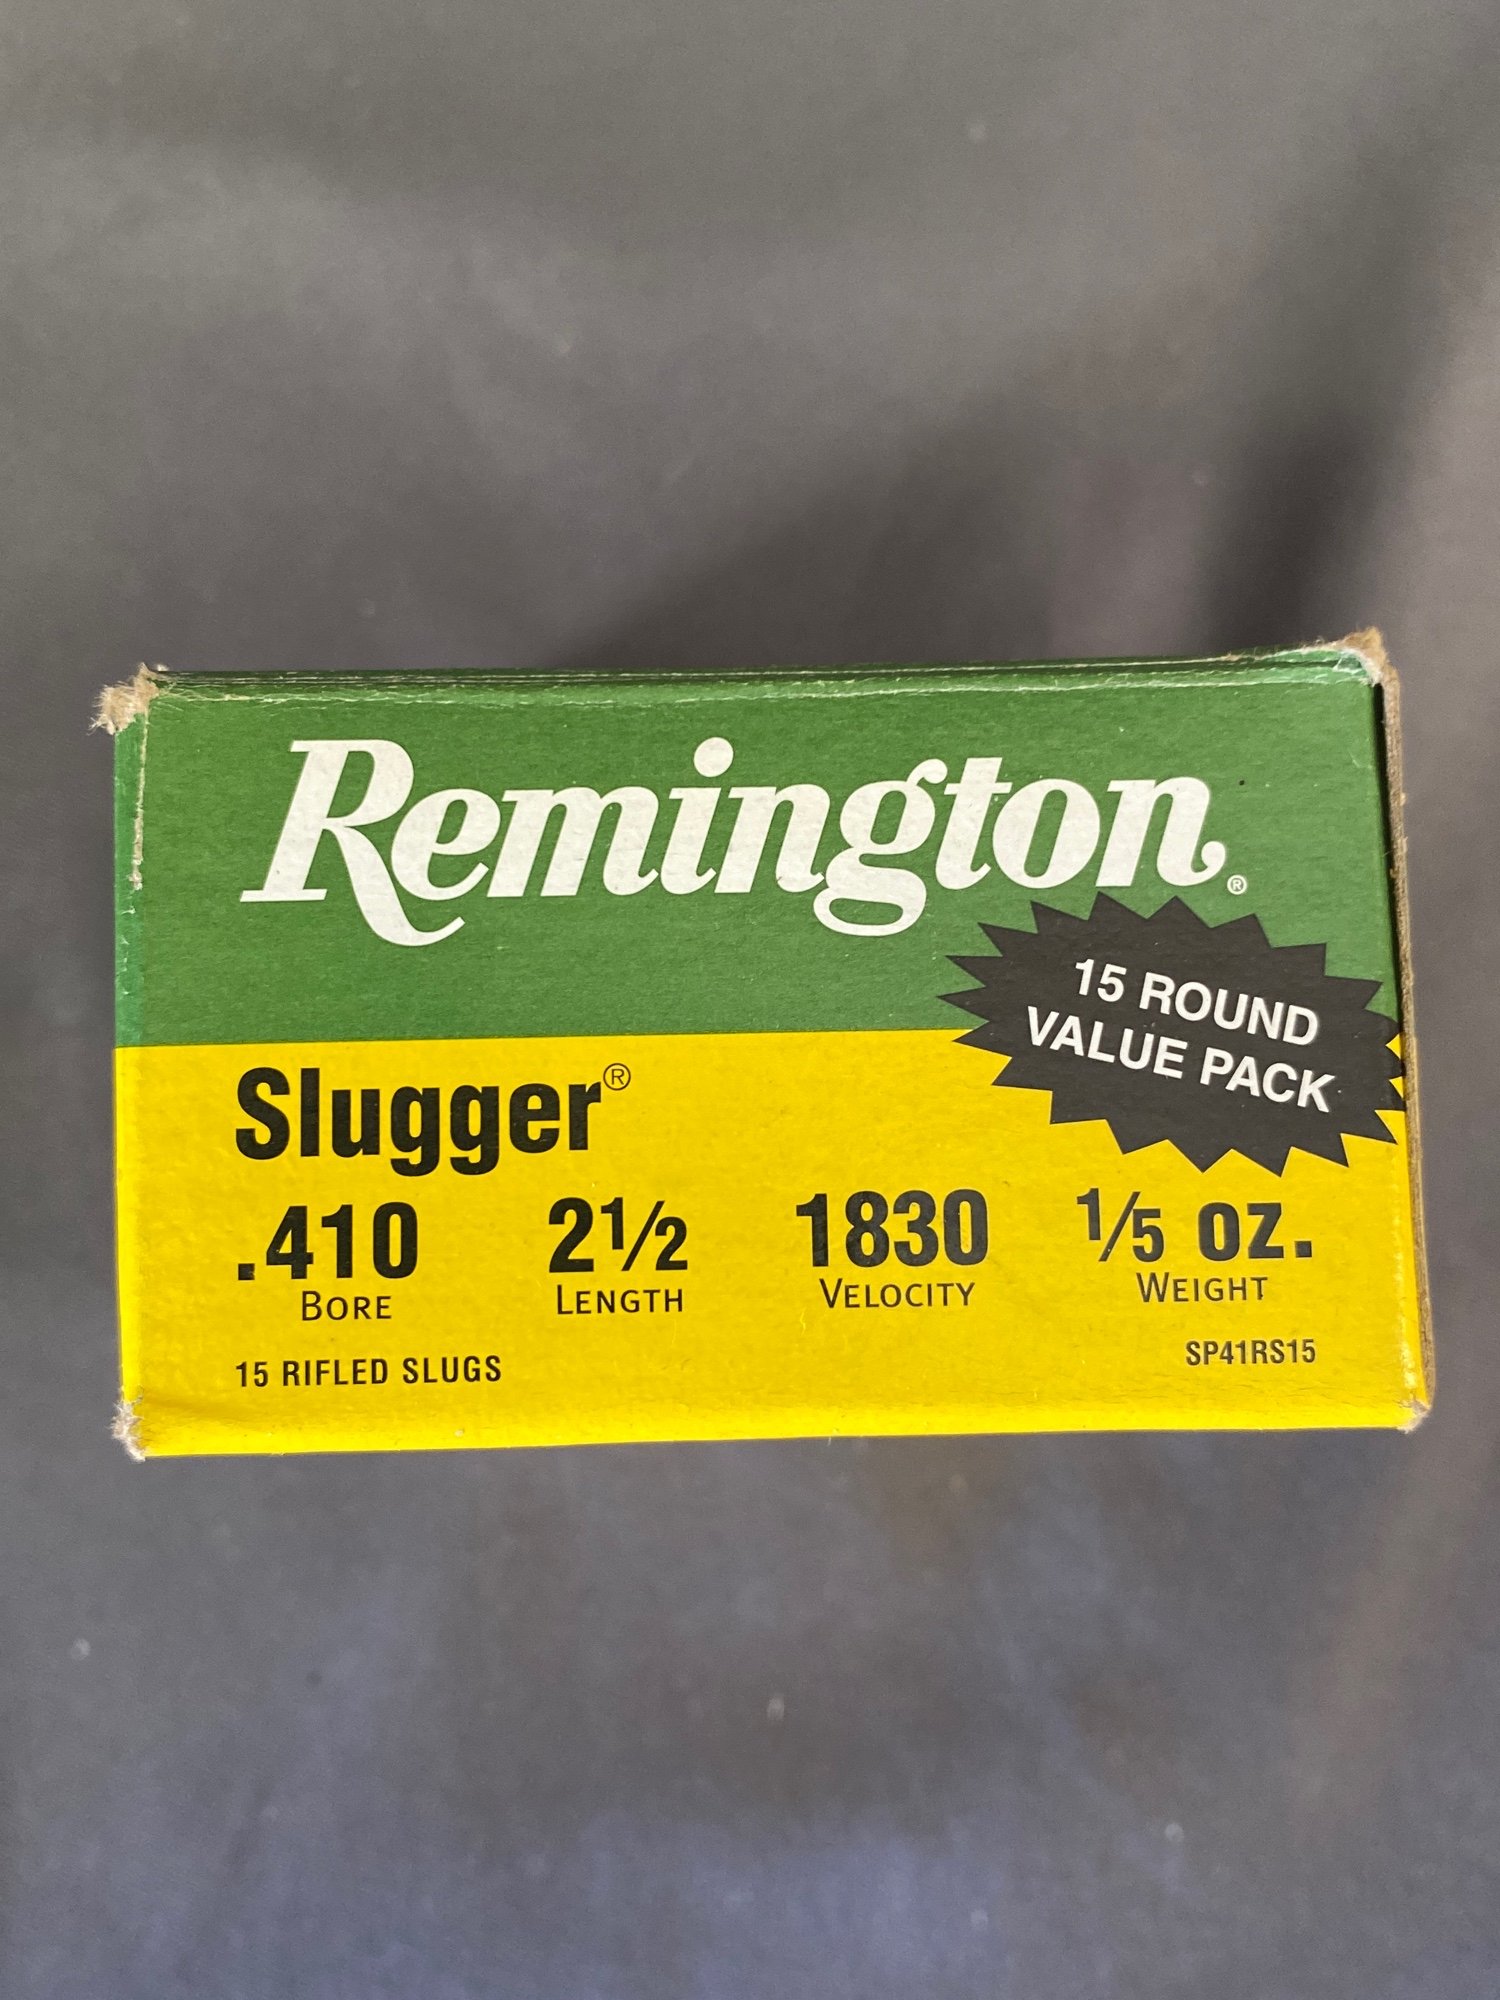 Remington®
15 ROUND
VALUE PACK
Slugger®
.410 2½ 1830 1/5 oz.
BORE LENGTH VELOCITY WEIGHT
15 RIFLED SLUGS SP41RS15